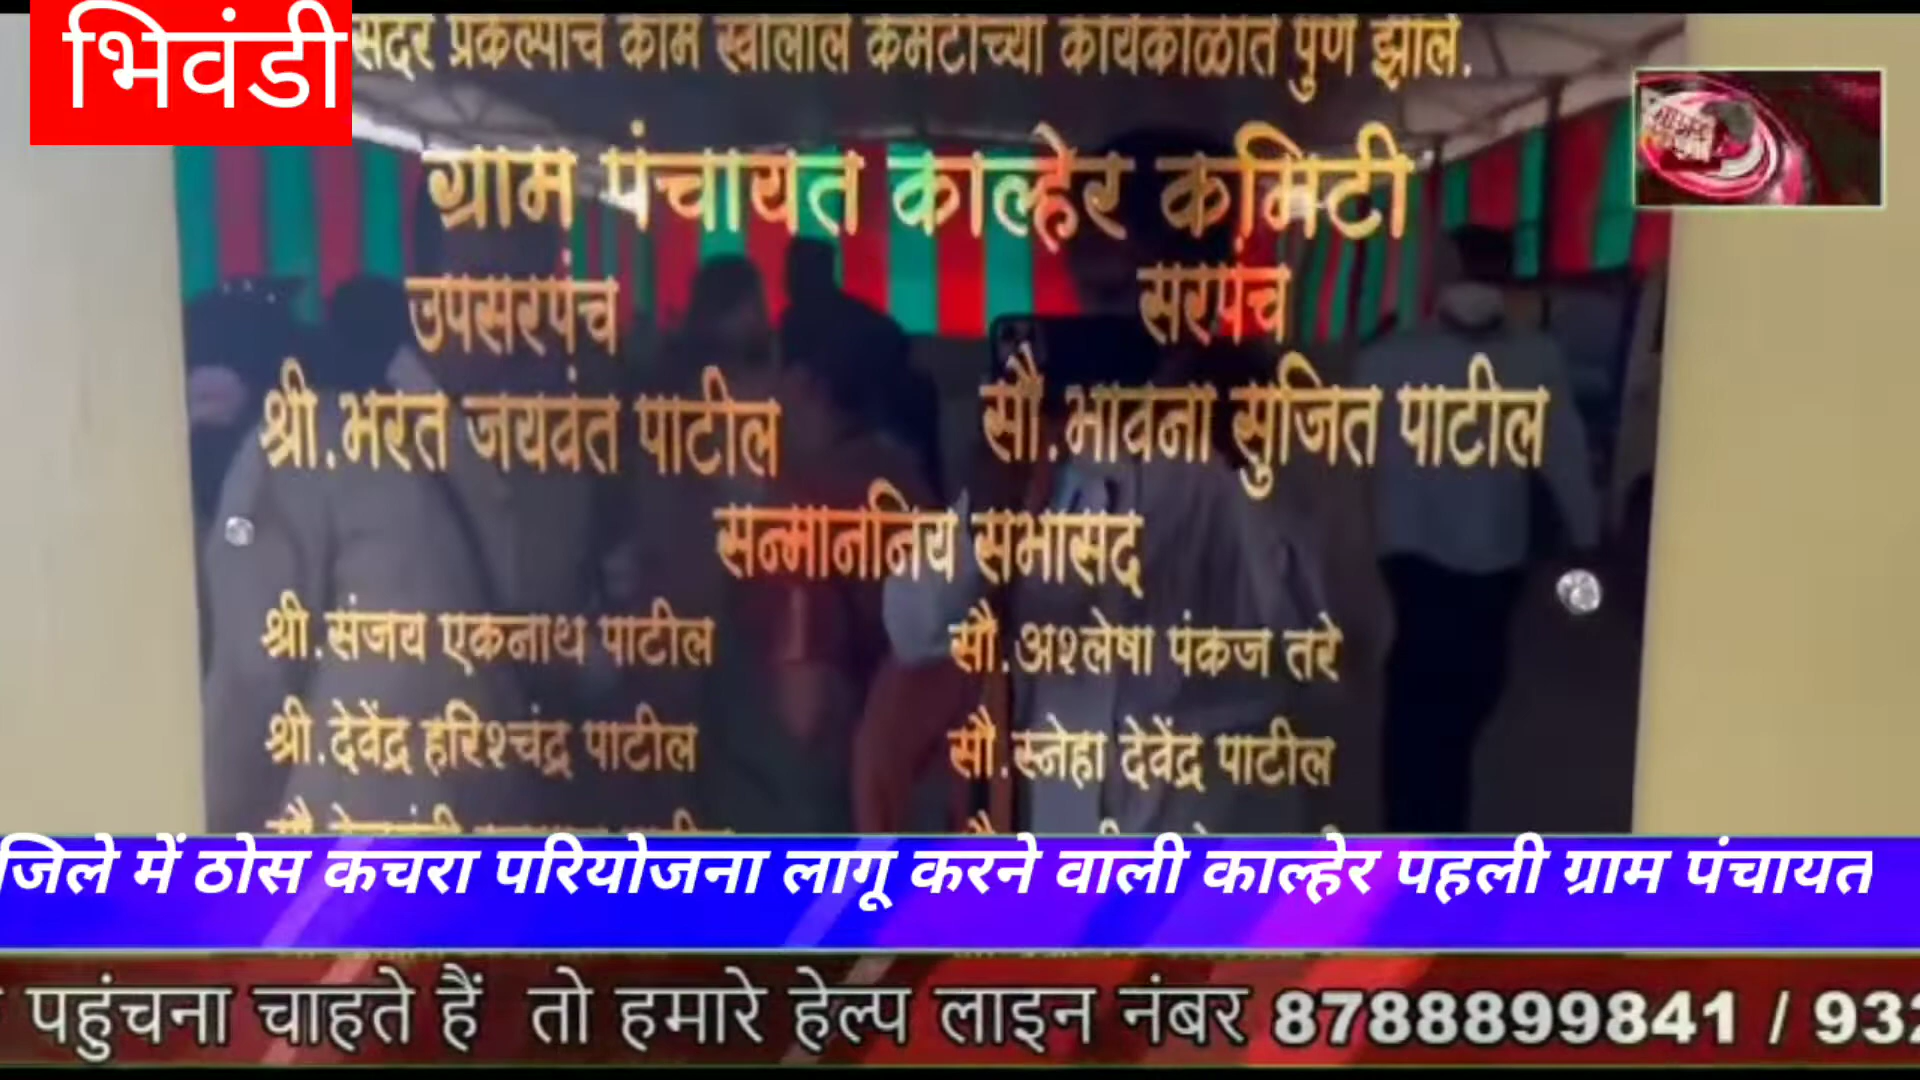 भिवंडी
सदर प्रकल्पाचे काम खालील कमिटीच्या कार्यकाळात पुर्ण झाले.
ग्राम पंचायत काल्हेर कमिटी
उपसरपंच सरपंच
श्री.भरत जयवंत पाटील सौ.भावना सुजित पाटील
सन्माननिय सभासद
श्री.संजय एकनाथ पाटील सौ.अश्लेषा पंकज तरे
श्री.देवेंद्र हरिश्चंद्र पाटील सौ.स्नेहा देवेंद्र पाटील
जिले में ठोस कचरा परियोजना लागू करने वाली काल्हेर पहली ग्राम पंचायत
पहुंचना चाहते हैं तो हमारे हेल्प लाइन नंबर 8788899841 / 932